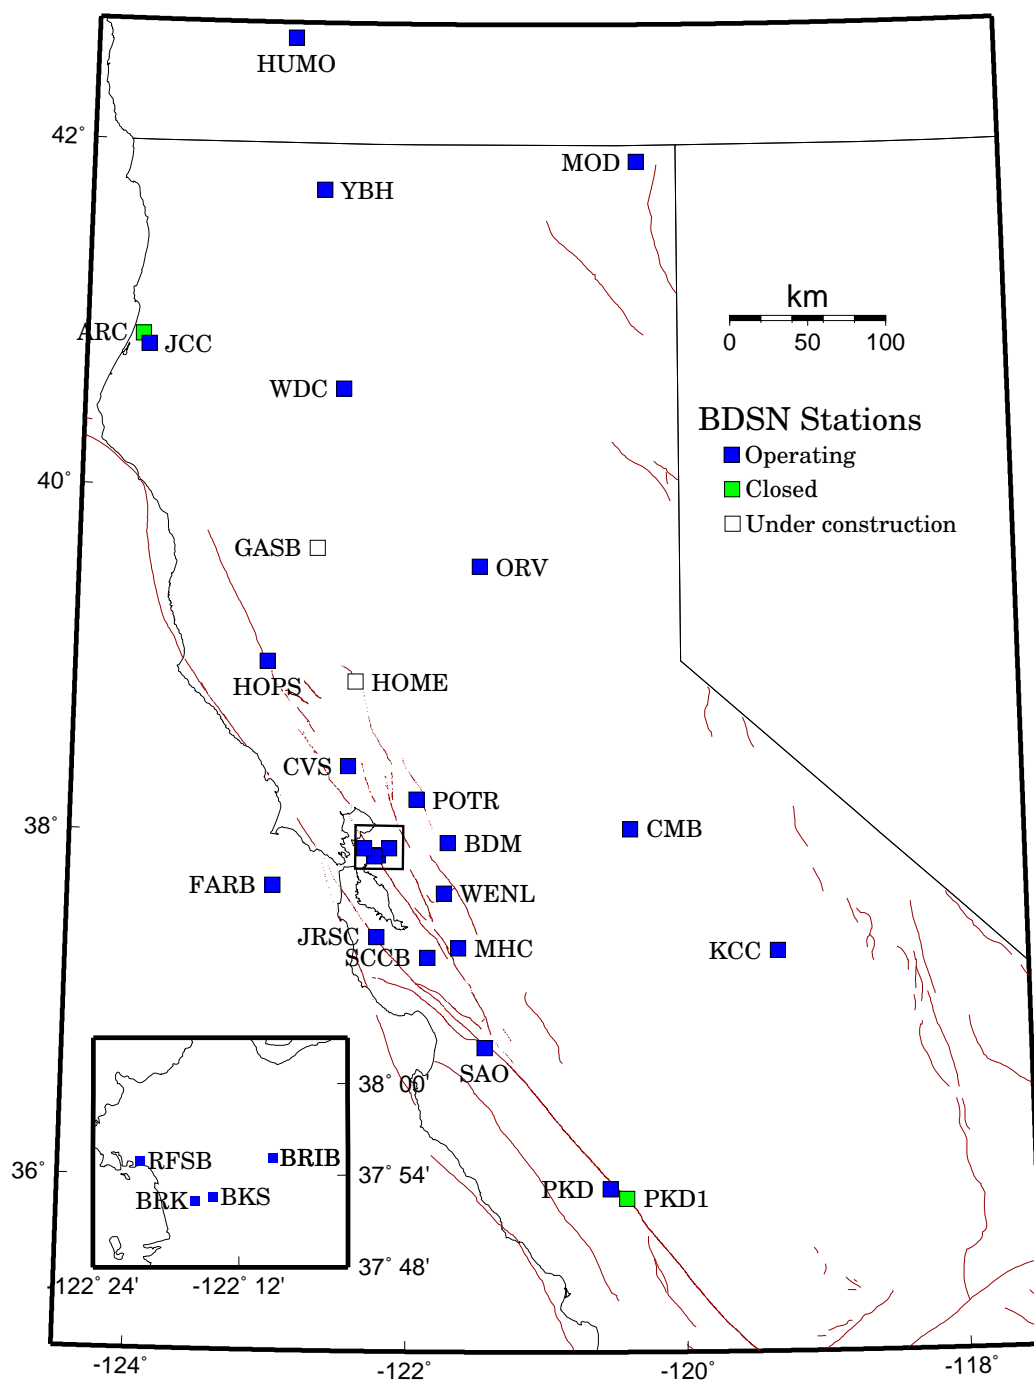 HUMO
42°
MOD
YBH
km
ARC
JCC
0 50 100
WDC
BDSN Stations
Operating
40°
Closed
Under construction
GASB
ORV
HOPS
HOME
CVS
POTR
38°
CMB
BDM
FARB
WENL
JRSC
MHC
KCC
SCCB
SAO
38° 00'
RFSB
BRIB
36°
37° 54'
PKD
PKD1
BRK
BKS
37° 48'
-122° 24'
-122° 12'
-124°
-122°
-120°
-118°